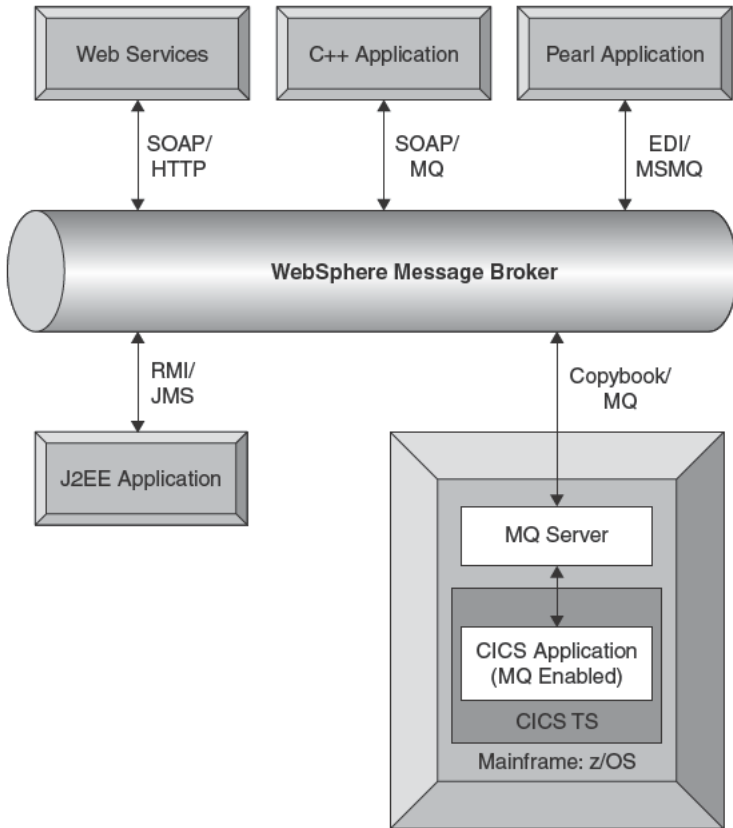 Web Services
C++ Application
Pearl Application
SOAP/
HTTP
SOAP/
MQ
EDI/
MSMQ
WebSphere Message Broker
RMI/
JMS
Copybook/
MQ
J2EE Application
MQ Server
CICS Application
(MQ Enabled)
CICS TS
Mainframe: z/OS